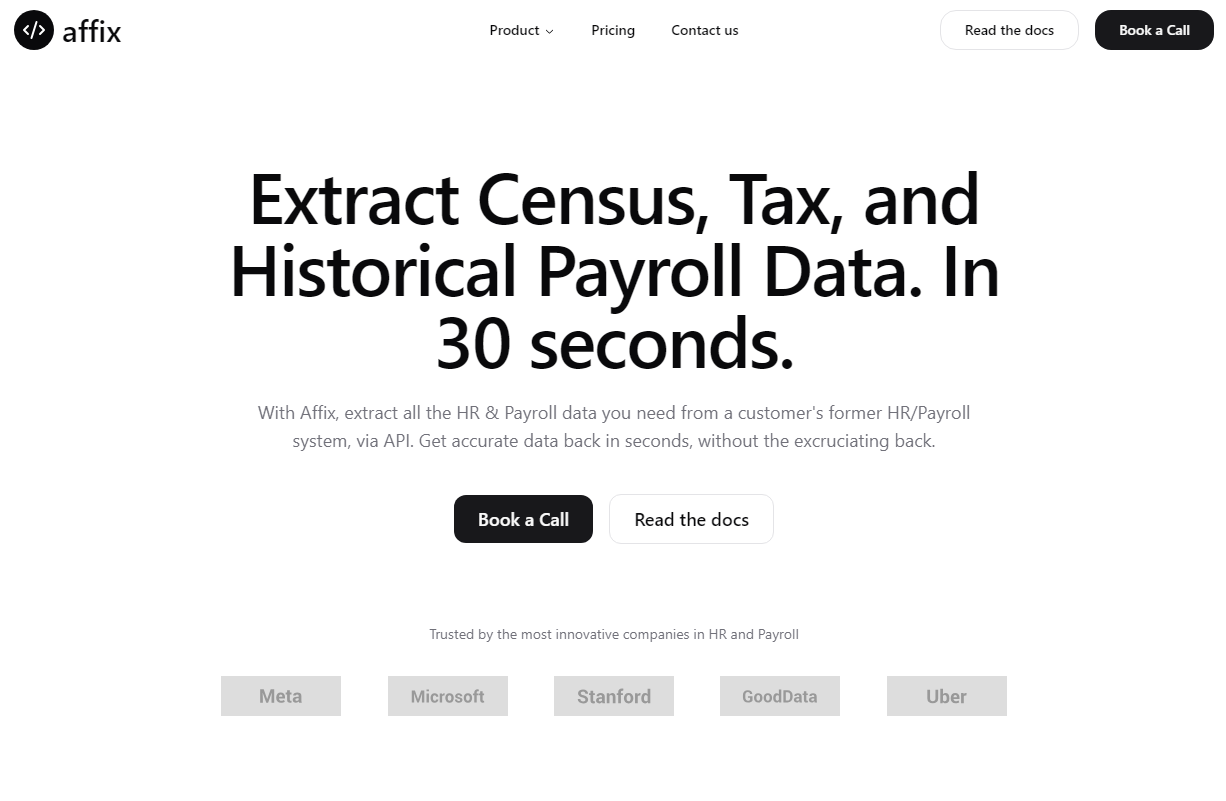 affix
Product
Pricing
Contact us
Read the docs
Book a Call
Extract Census, Tax, and
Historical Payroll Data. In
30 seconds.
With Affix, extract all the HR & Payroll data you need from a customer's former HR/Payroll
system, via API. Get accurate data back in seconds, without the excruciating back.
Book a Call
Read the docs
Trusted by the most innovative companies in HR and Payroll
Meta
Microsoft
Stanford
GoodData
Uber